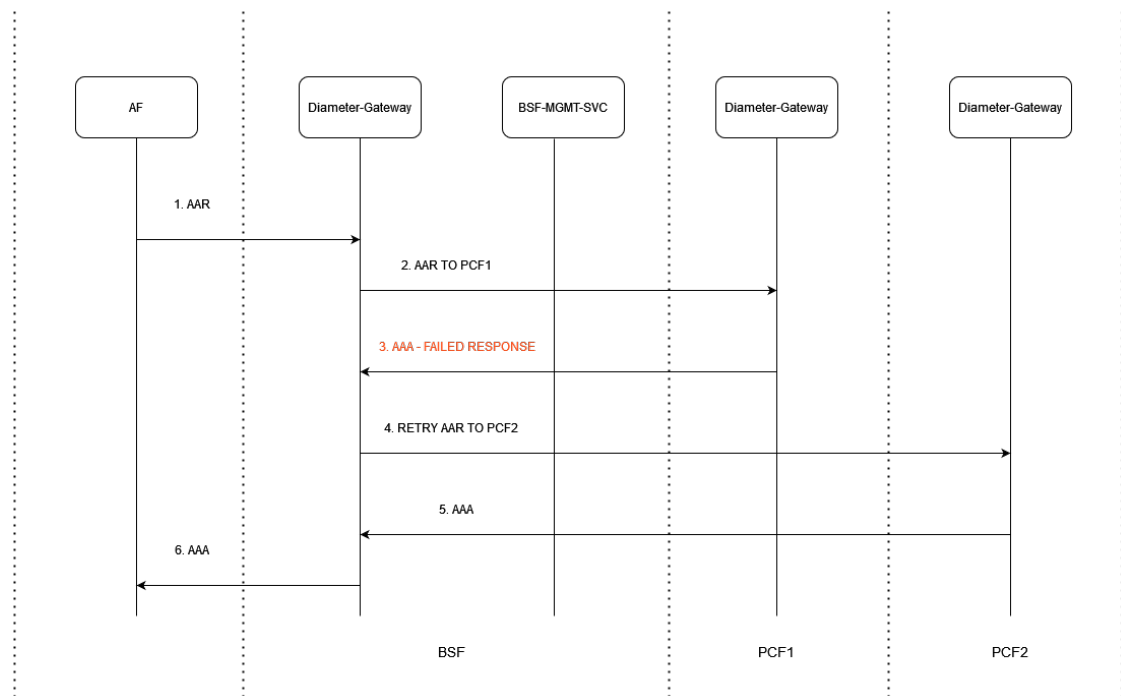 AF
Diameter-Gateway
BSF-MGMT-SVC
Diameter-Gateway
Diameter-Gateway
1. AAR
2. AAR TO PCF1
3. AAA - FAILED RESPONSE
4. RETRY AAR TO PCF2
5. AAA
6. AAA
BSF
PCF1
PCF2